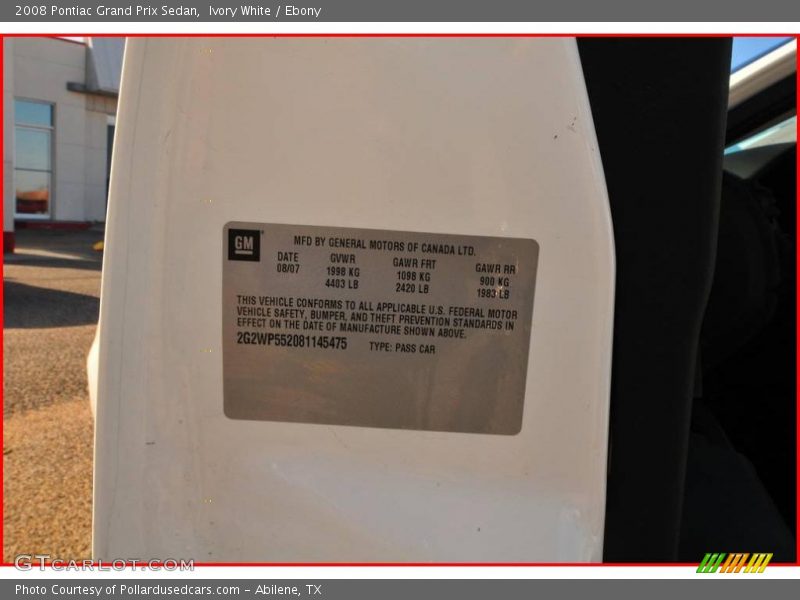 2008 Pontiac Grand Prix Sedan,  Ivory White / Ebony
GM
MFD BY GENERAL MOTORS OF CANADA LTD.
DATE GVWR GAWR FRT GAWR RR
08/07 1998 KG 1098 KG 900 KG
4403 LB 2420 LB 1983 LB
THIS VEHICLE CONFORMS TO ALL APPLICABLE U.S. FEDERAL MOTOR
VEHICLE SAFETY, BUMPER, AND THEFT PREVENTION STANDARDS IN
EFFECT ON THE DATE OF MANUFACTURE SHOWN ABOVE.
2G2WP552081145475 TYPE: PASS CAR
GTCARLOT.COM
Photo Courtesy of Pollardusedcars.com – Abilene, TX